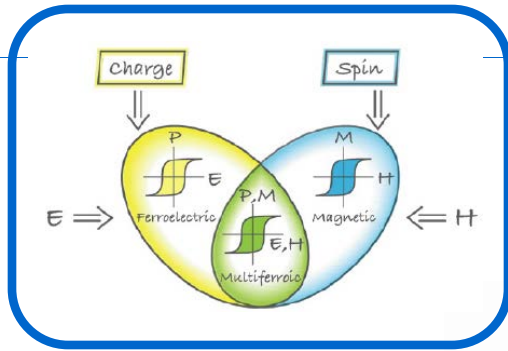 Charge
Spin
P
E
Ferroelectric
M
H
Magnetic
P,M
E,H
Multiferroic
E
H